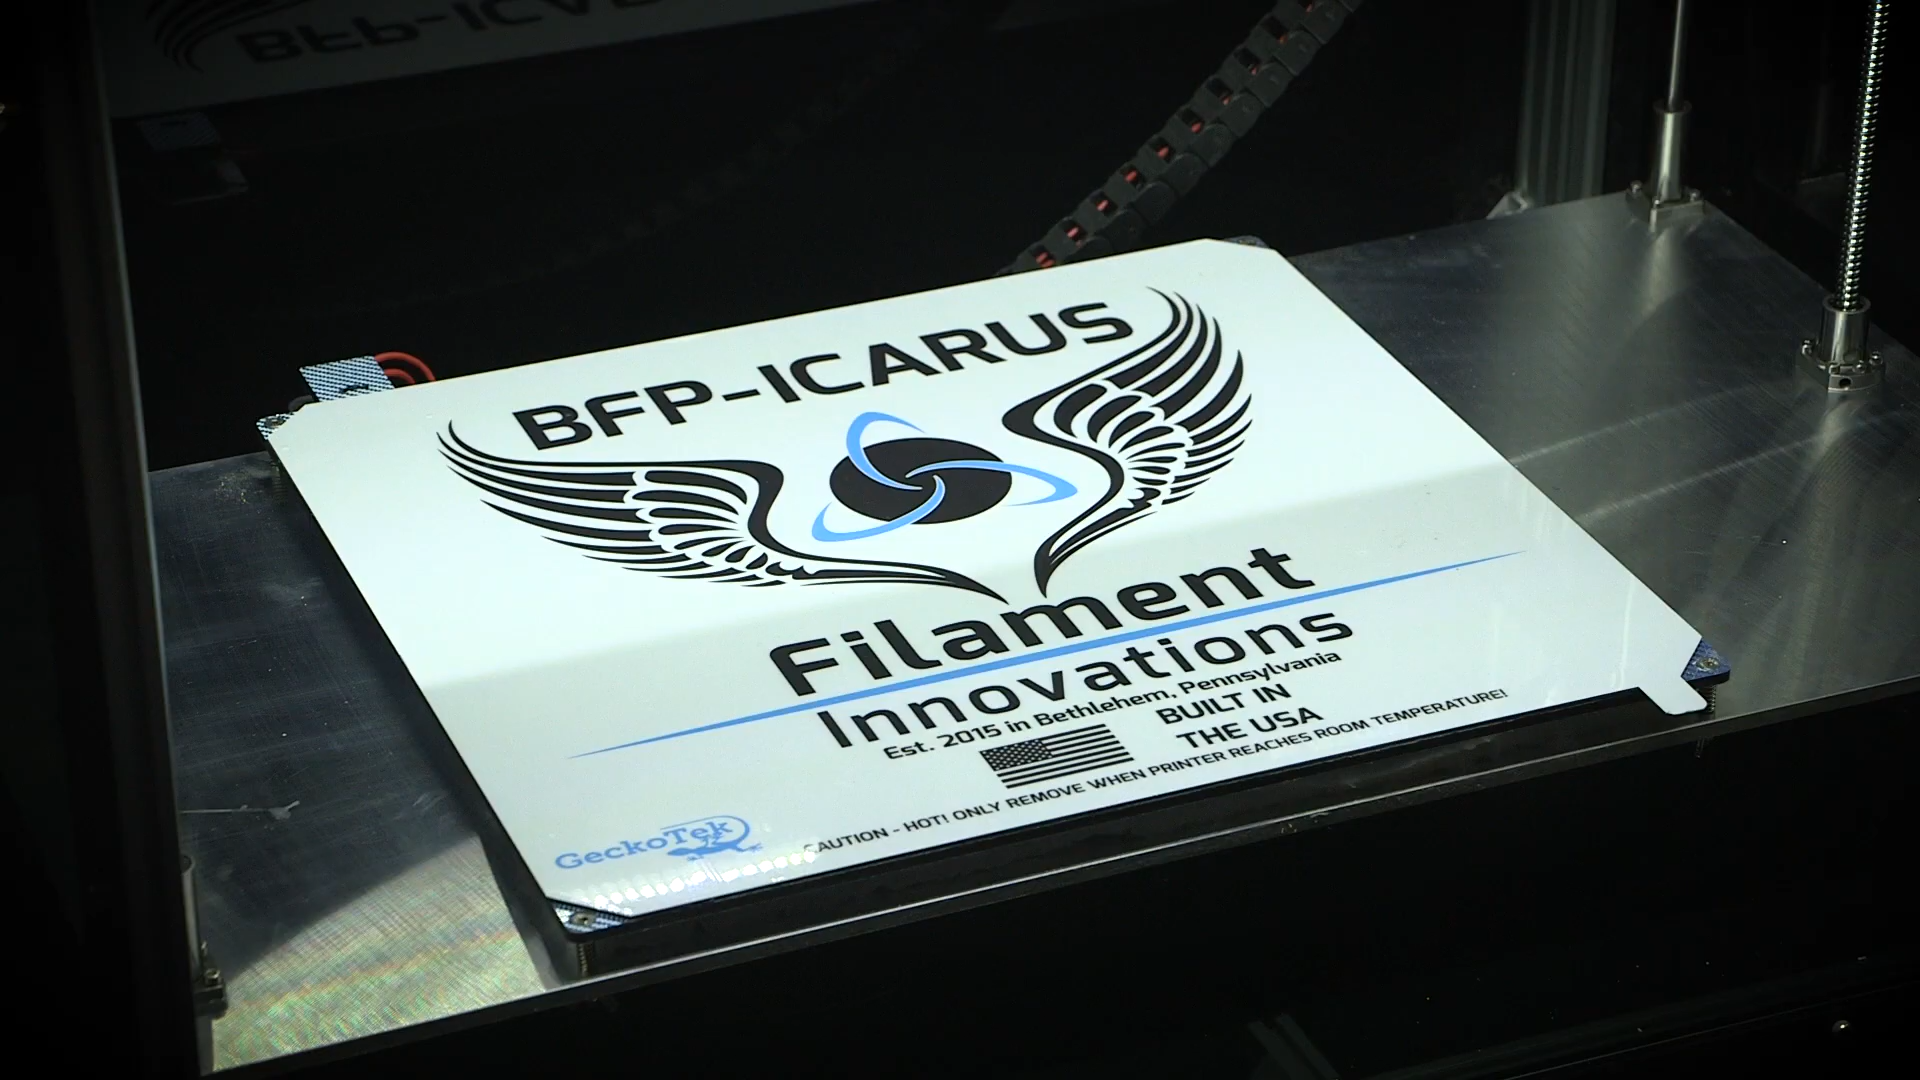 BFP-ICARUS
Filament
Innovations
Est. 2015 in Bethlehem, Pennsylvania
BUILT IN
THE USA
CAUTION - HOT! ONLY REMOVE WHEN PRINTER REACHES ROOM TEMPERATURE!
GeckoTek